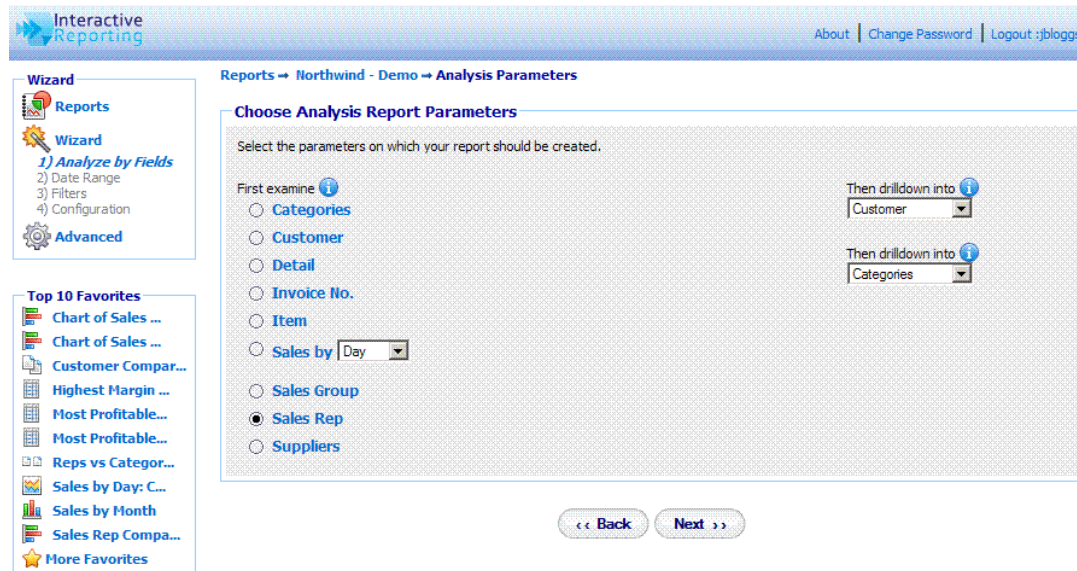 Interactive
Reporting
About | Change Password | Logout :jbloggs
Wizard
Reports
Wizard
1) Analyze by Fields
2) Date Range
3) Filters
4) Configuration
Advanced
Top 10 Favorites
Chart of Sales ...
Chart of Sales ...
Customer Compar...
Highest Margin ...
Most Profitable...
Most Profitable...
Reps vs Categor...
Sales by Day: C...
Sales by Month
Sales Rep Compa...
More Favorites
Reports → Northwind - Demo → Analysis Parameters
Choose Analysis Report Parameters
Select the parameters on which your report should be created.
First examine
Categories
Customer
Detail
Invoice No.
Item
Sales by Day
Sales Group
Sales Rep
Suppliers
Then drilldown into
Customer
Then drilldown into
Categories
‹‹ Back
Next ››